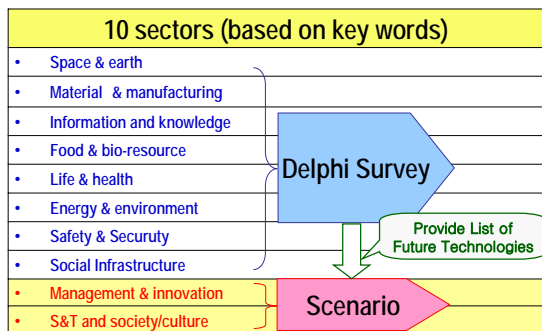 10 sectors (based on key words)
• Space & earth
• Material & manufacturing
• Information and knowledge
• Food & bio-resource
• Life & health
• Energy & environment
• Safety & Securuty
• Social Infrastructure
• Management & innovation
• S&T and society/culture
Delphi Survey
Provide List of
Future Technologies
Scenario